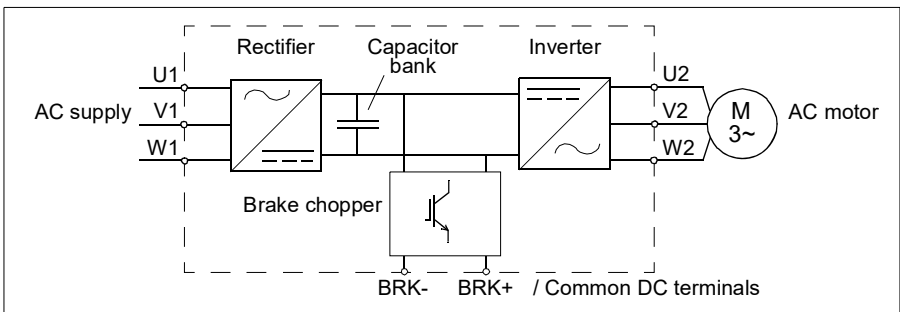 Rectifier
Capacitor
bank
Inverter
U1
U2
AC supply
V1
V2
M
3~
AC motor
W1
W2
Brake chopper
BRK-
BRK+
/ Common DC terminals